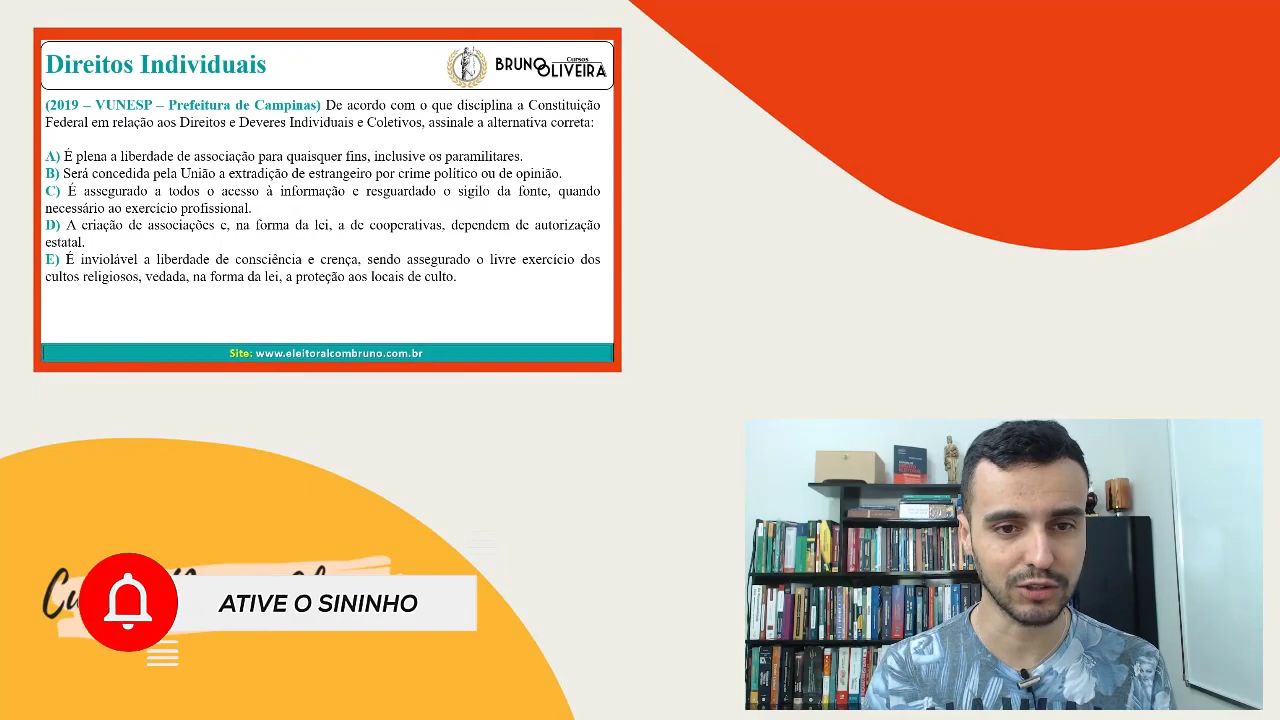 Direitos Individuais
BRUNO
Cursos
OLIVEIRA
(2019 – VUNESP – Prefeitura de Campinas) De acordo com o que disciplina a Constituição
Federal em relação aos Direitos e Deveres Individuais e Coletivos, assinale a alternativa correta:
A) É plena a liberdade de associação para quaisquer fins, inclusive os paramilitares.
B) Será concedida pela União a extradição de estrangeiro por crime político ou de opinião.
C) É assegurado a todos o acesso à informação e resguardado o sigilo da fonte, quando
necessário ao exercício profissional.
D) A criação de associações e, na forma da lei, a de cooperativas, dependem de autorização
estatal.
E) É inviolável a liberdade de consciência e crença, sendo assegurado o livre exercício dos
cultos religiosos, vedada, na forma da lei, a proteção aos locais de culto.
Site: www.eleitoralcombruno.com.br
ATIVE O SININHO